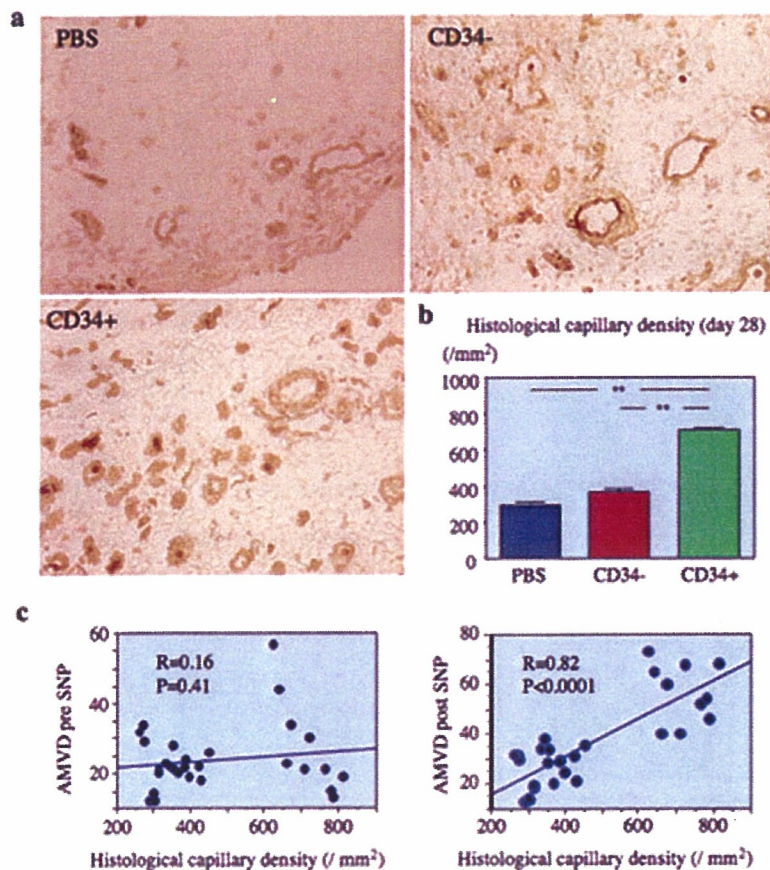 a
PBS
CD34-
CD34+
b
Histological capillary density (day 28)
(/mm²)
1000
800
600
400
200
0
**
**
PBS CD34- CD34+
c
AMVD pre SNP
60
40
20
R=0.16
P=0.41
200 400 600 800
Histological capillary density (/ mm²)
AMVD post SNP
80
60
40
20
R=0.82
P<0.0001
200 400 600 800
Histological capillary density (/ mm²)